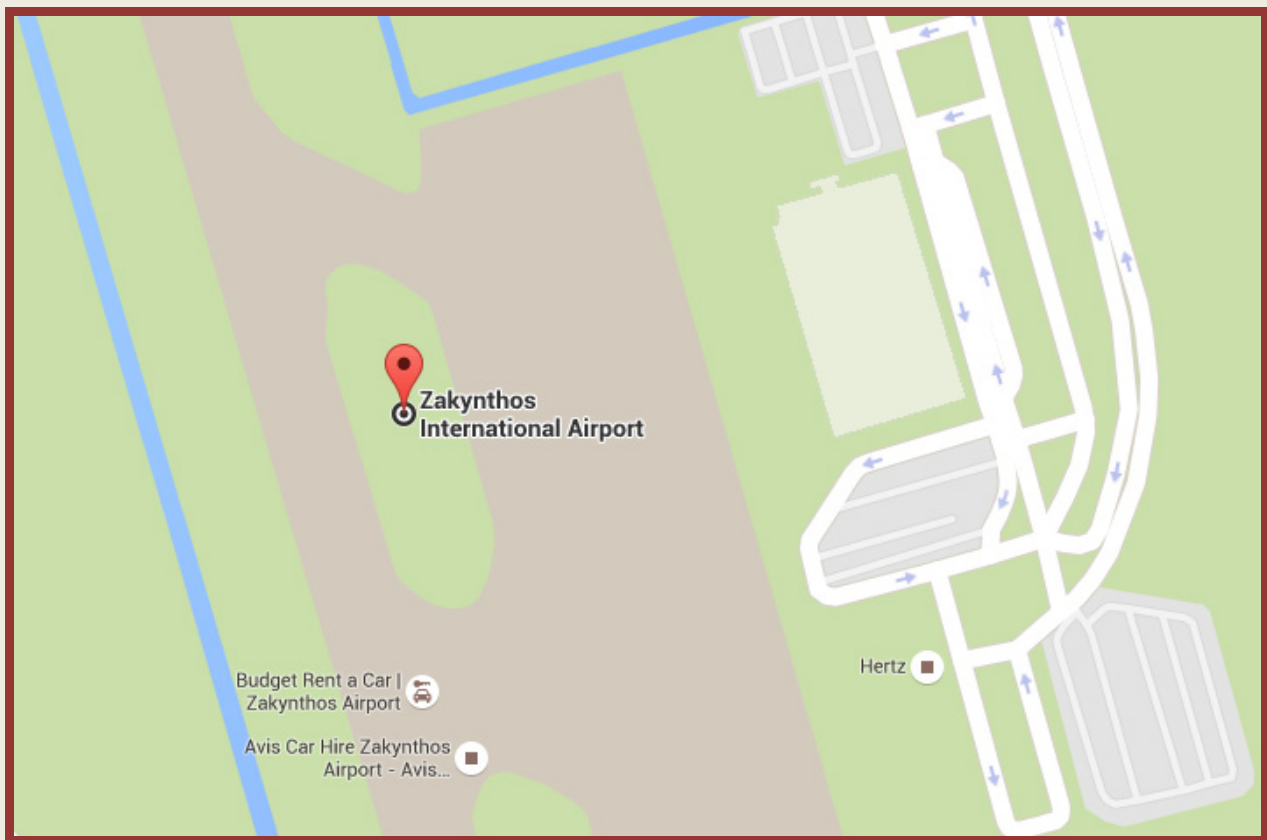 Zakynthos
International Airport
Hertz
Budget Rent a Car |
Zakynthos Airport
Avis Car Hire Zakynthos
Airport - Avis...